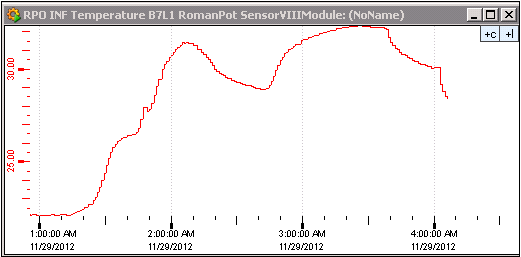 RPO INF Temperature B7L1 RomanPot SensorVIIIModule: (NoName)
+c +l
30.00
25.00
1:00:00 AM 2:00:00 AM 3:00:00 AM 4:00:00 AM
11/29/2012 11/29/2012 11/29/2012 11/29/2012